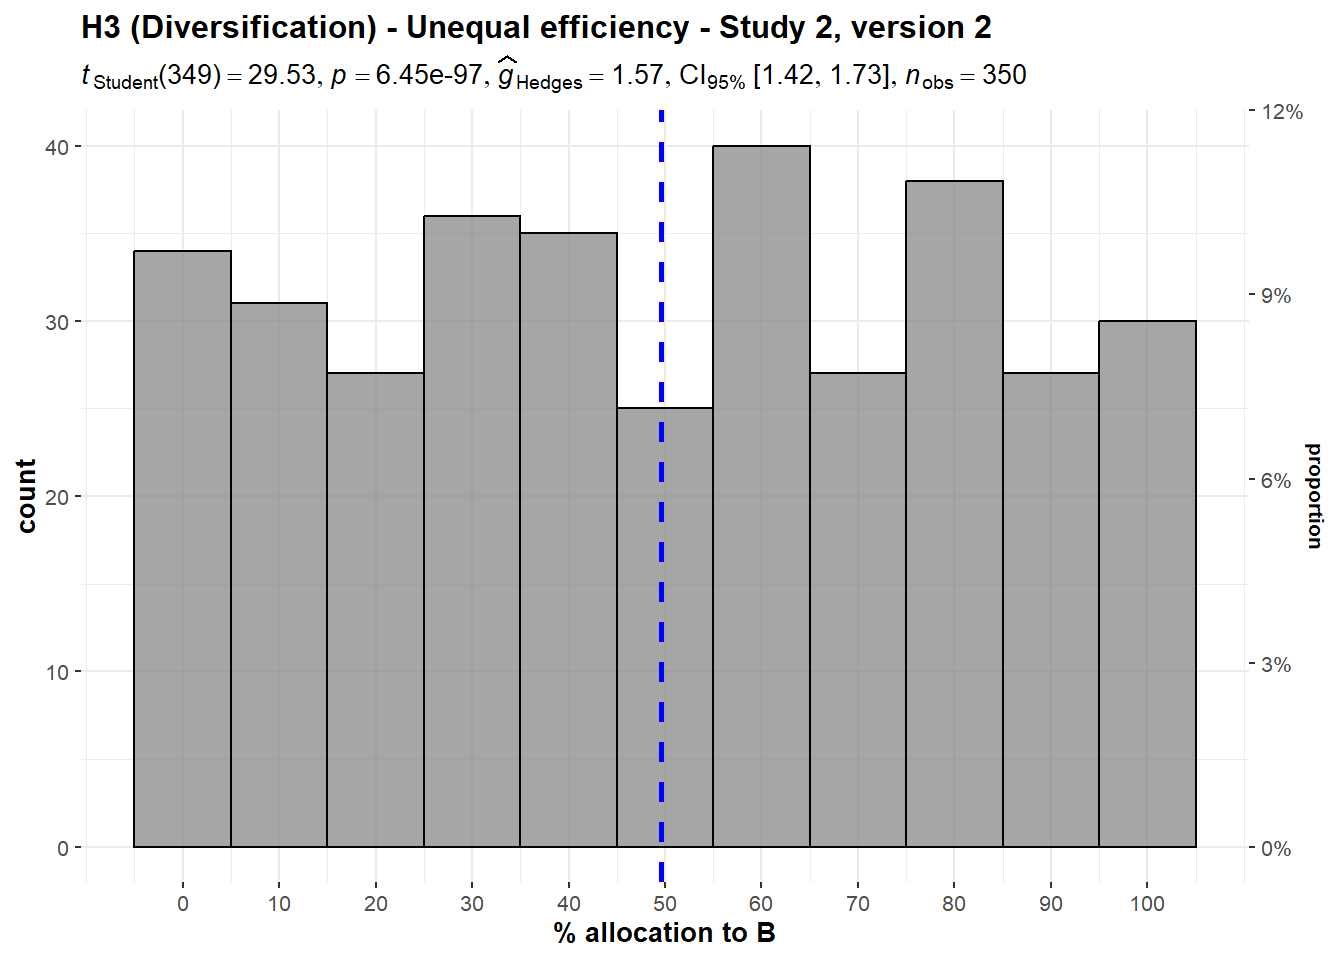 H3 (Diversification) - Unequal efficiency - Study 2, version 2
t Student(349) = 29.53, p = 6.45e-97, ĝ Hedges = 1.57, CI95% [1.42, 1.73], nobs = 350
12%
40
30
20
10
0
count
9%
6%
3%
0%
proportion
0 10 20 30 40 50 60 70 80 90 100
% allocation to B